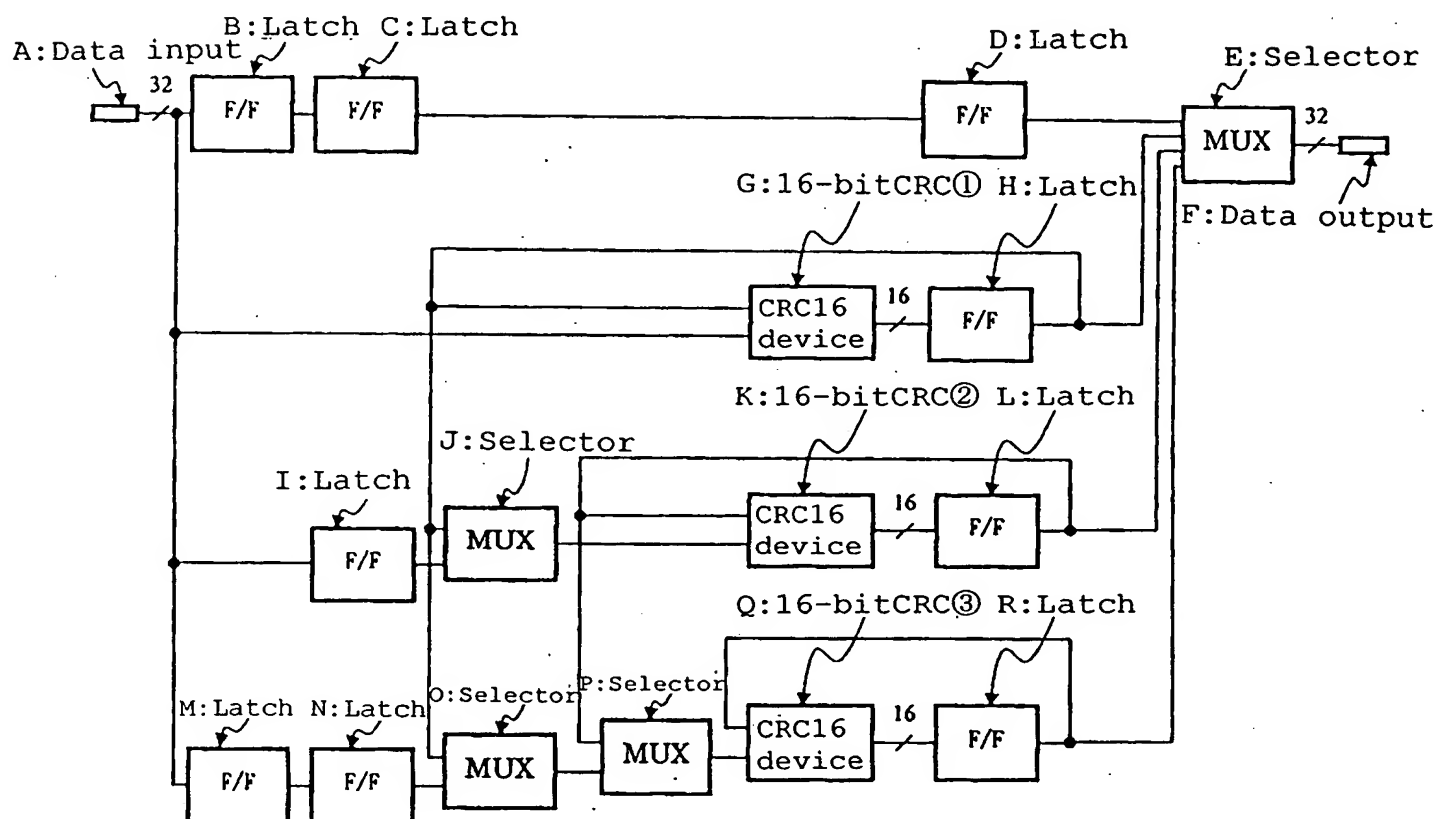 B:Latch C:Latch
A:Data input
D:Latch
E:Selector
32
F/F
F/F
F/F
MUX
32
F:Data output
G:16-bitCRC① H:Latch
CRC16
device
16
F/F
K:16-bitCRC② L:Latch
J:Selector
I:Latch
F/F
MUX
CRC16
device
16
F/F
Q:16-bitCRC③ R:Latch
M:Latch N:Latch O:Selector P:Selector
F/F
F/F
MUX
MUX
CRC16
device
16
F/F